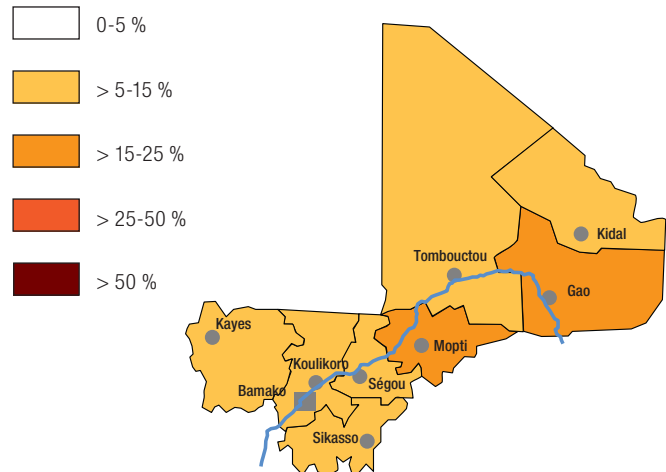 0-5 %
> 5-15 %
> 15-25 %
> 25-50 %
> 50 %
Kidal
Tombouctou
Gao
Kayes
Mopti
Koulikoro
Ségou
Bamako
Sikasso